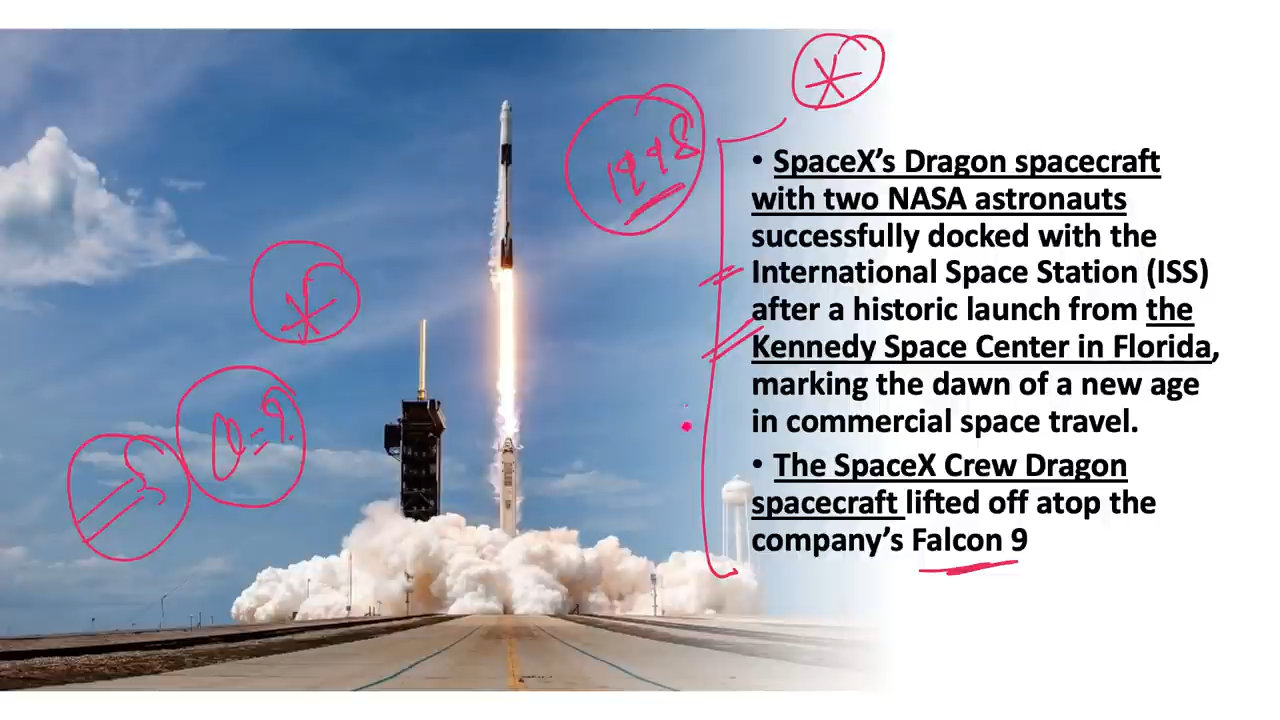 1998
• SpaceX’s Dragon spacecraft
with two NASA astronauts
successfully docked with the
International Space Station (ISS)
after a historic launch from the
Kennedy Space Center in Florida,
marking the dawn of a new age
in commercial space travel.
• The SpaceX Crew Dragon
spacecraft lifted off atop the
company’s Falcon 9